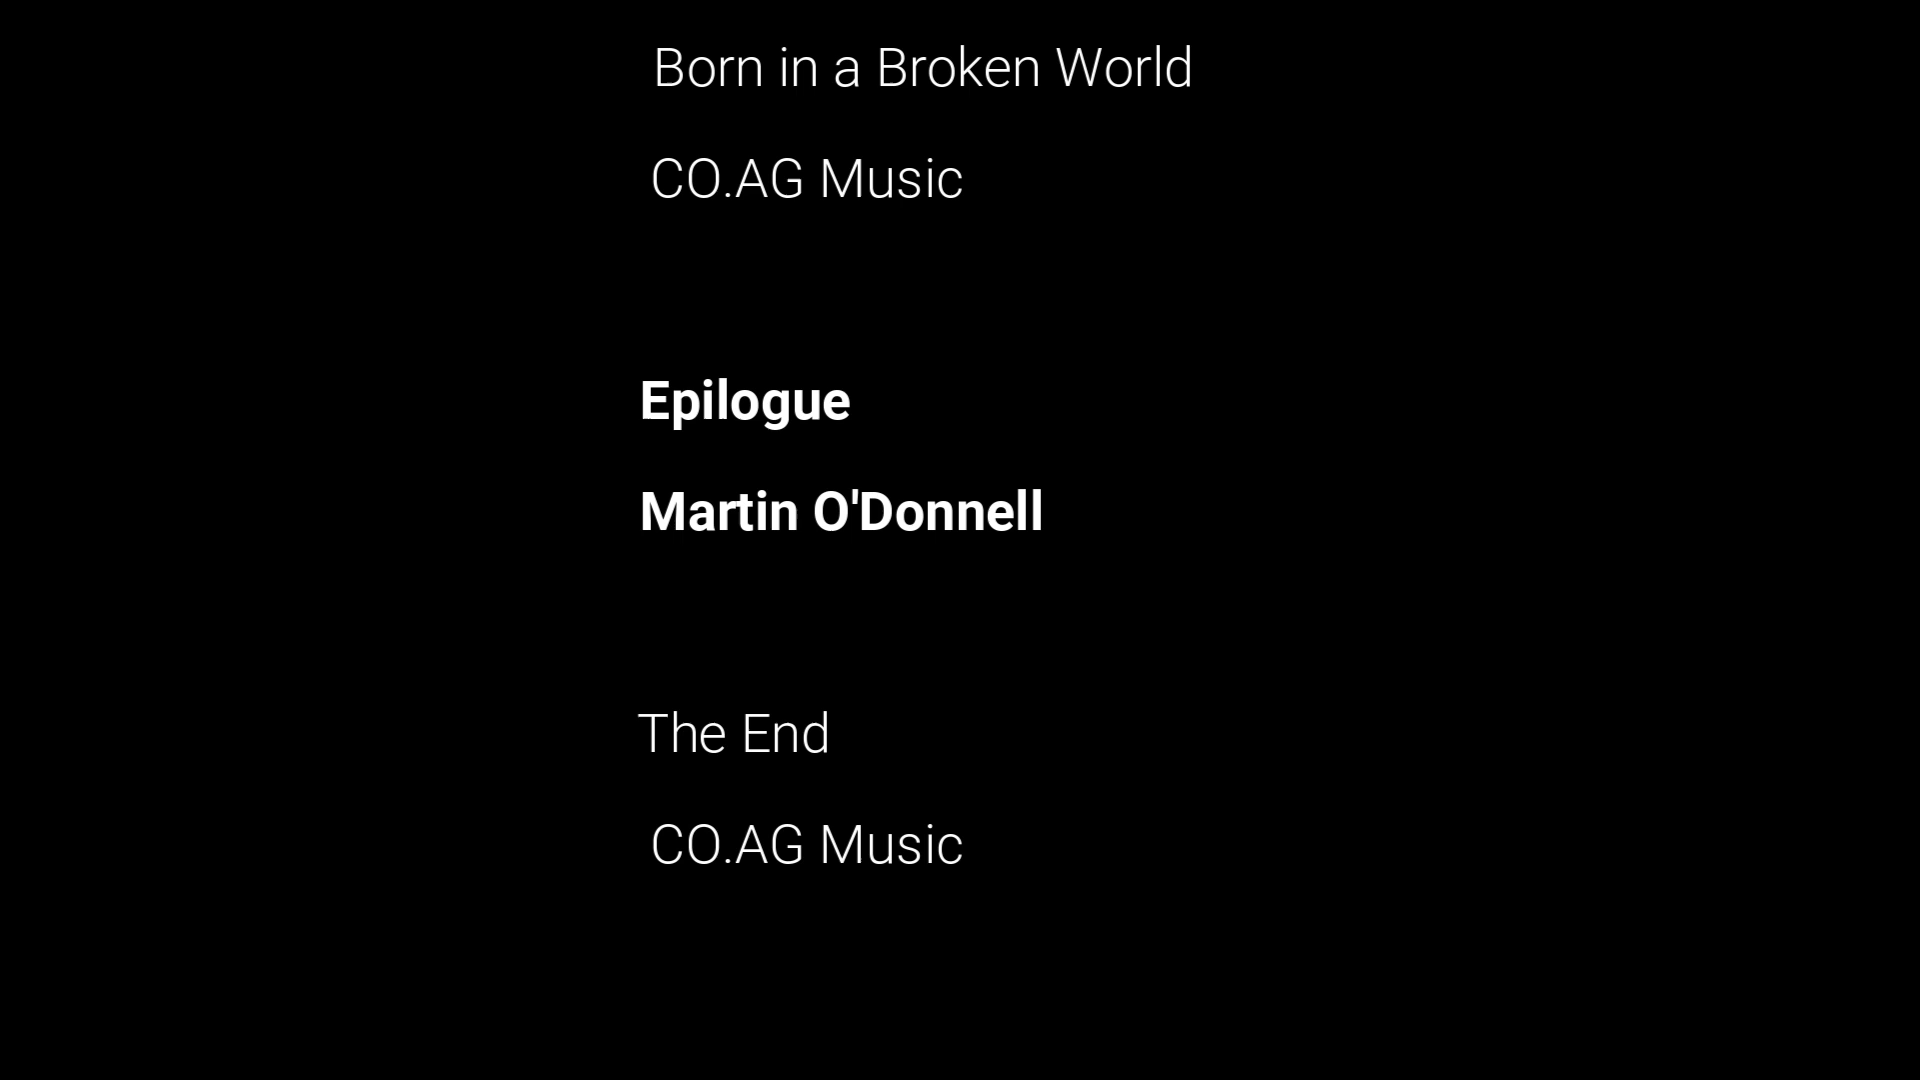 Born in a Broken World
CO.AG Music
Epilogue
Martin O'Donnell
The End
CO.AG Music